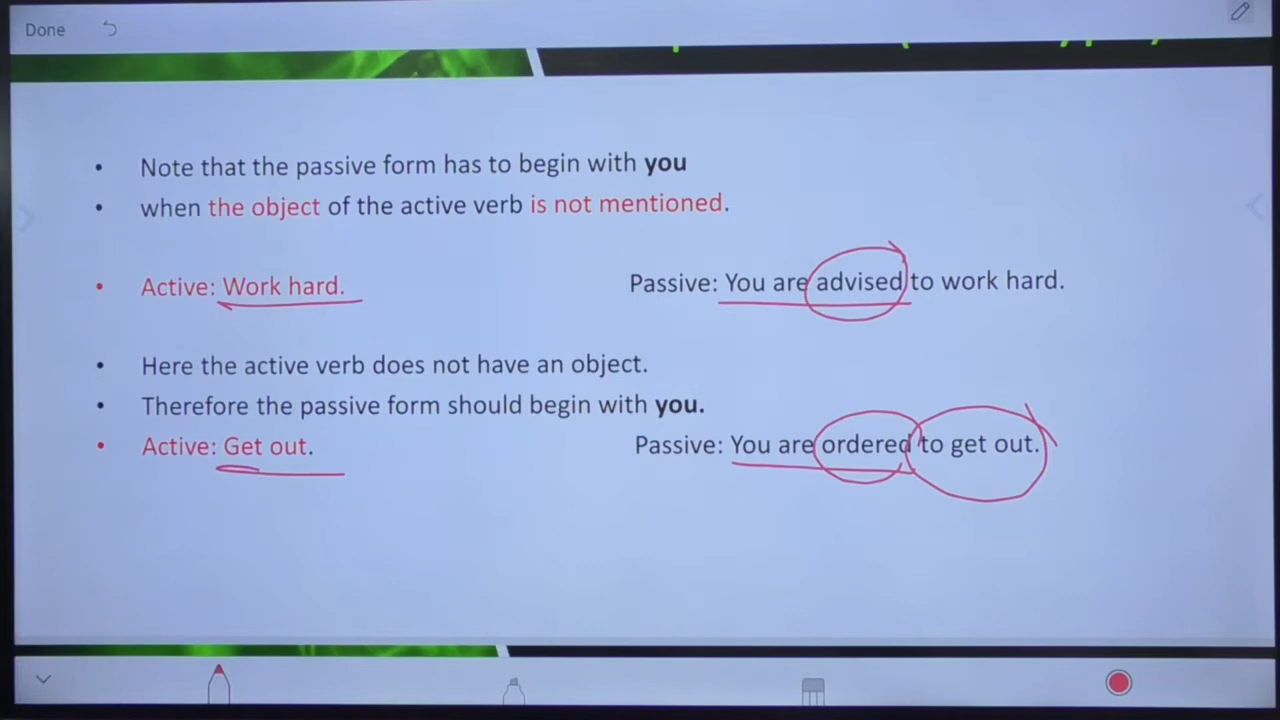 Done
• Note that the passive form has to begin with you
• when the object of the active verb is not mentioned.
• Active: Work hard. Passive: You are advised to work hard.
• Here the active verb does not have an object.
• Therefore the passive form should begin with you.
• Active: Get out. Passive: You are ordered to get out.